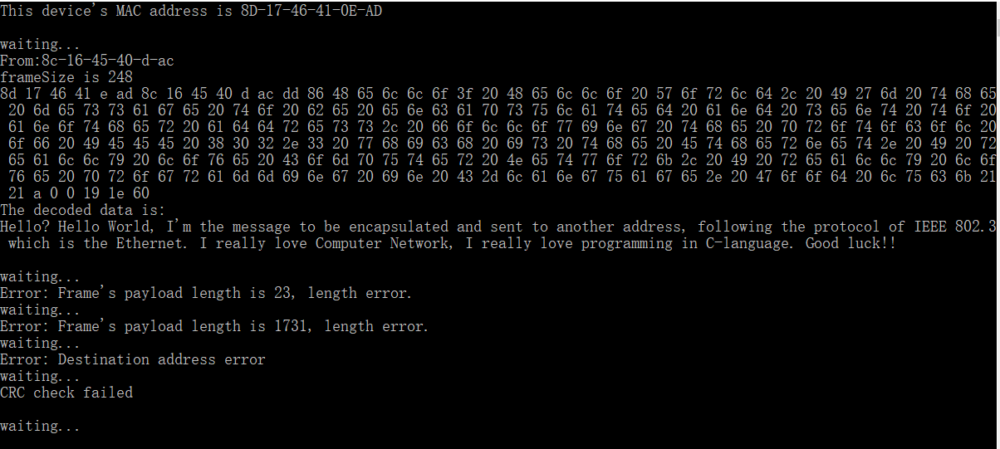 This device's MAC address is 8D-17-46-41-0E-AD
waiting...
From:8c-16-45-40-d-ac
frameSize is 248
8d 17 46 41 e ad 8c 16 45 40 d ac dd 86 48 65 6c 6c 6f 3f 20 48 65 6c 6c 6f 20 57 6f 72 6c 64 2c 20 49 27 6d 20 74 68 65
20 6d 65 73 73 61 67 65 20 74 6f 20 62 65 20 65 6e 63 61 70 73 75 6c 61 74 65 64 20 61 6e 64 20 73 65 6e 74 20 74 6f 20
61 6e 6f 74 68 65 72 20 61 64 64 72 65 73 73 2c 20 66 6f 6c 6c 6f 77 69 6e 67 20 74 68 65 20 70 72 6f 74 6f 63 6f 6c 20
6f 66 20 49 45 45 45 20 38 30 32 2e 33 20 77 68 69 63 68 20 69 73 20 74 68 65 20 45 74 68 65 72 6e 65 74 2e 20 49 20 72
65 61 6c 6c 79 20 6c 6f 76 65 20 43 6f 6d 70 75 74 65 72 20 4e 65 74 77 6f 72 6b 2c 20 49 20 72 65 61 6c 6c 79 20 6c 6f
76 65 20 70 72 6f 67 72 61 6d 6d 69 6e 67 20 69 6e 20 43 2d 6c 61 6e 67 75 61 67 65 2e 20 47 6f 6f 64 20 6c 75 63 6b 21
21 a 0 0 19 1e 60
The decoded data is:
Hello? Hello World, I'm the message to be encapsulated and sent to another address, following the protocol of IEEE 802.3
which is the Ethernet. I really love Computer Network, I really love programming in C-language. Good luck!!
waiting...
Error: Frame's payload length is 23, length error.
waiting...
Error: Frame's payload length is 1731, length error.
waiting...
Error: Destination address error
waiting...
CRC check failed
waiting...